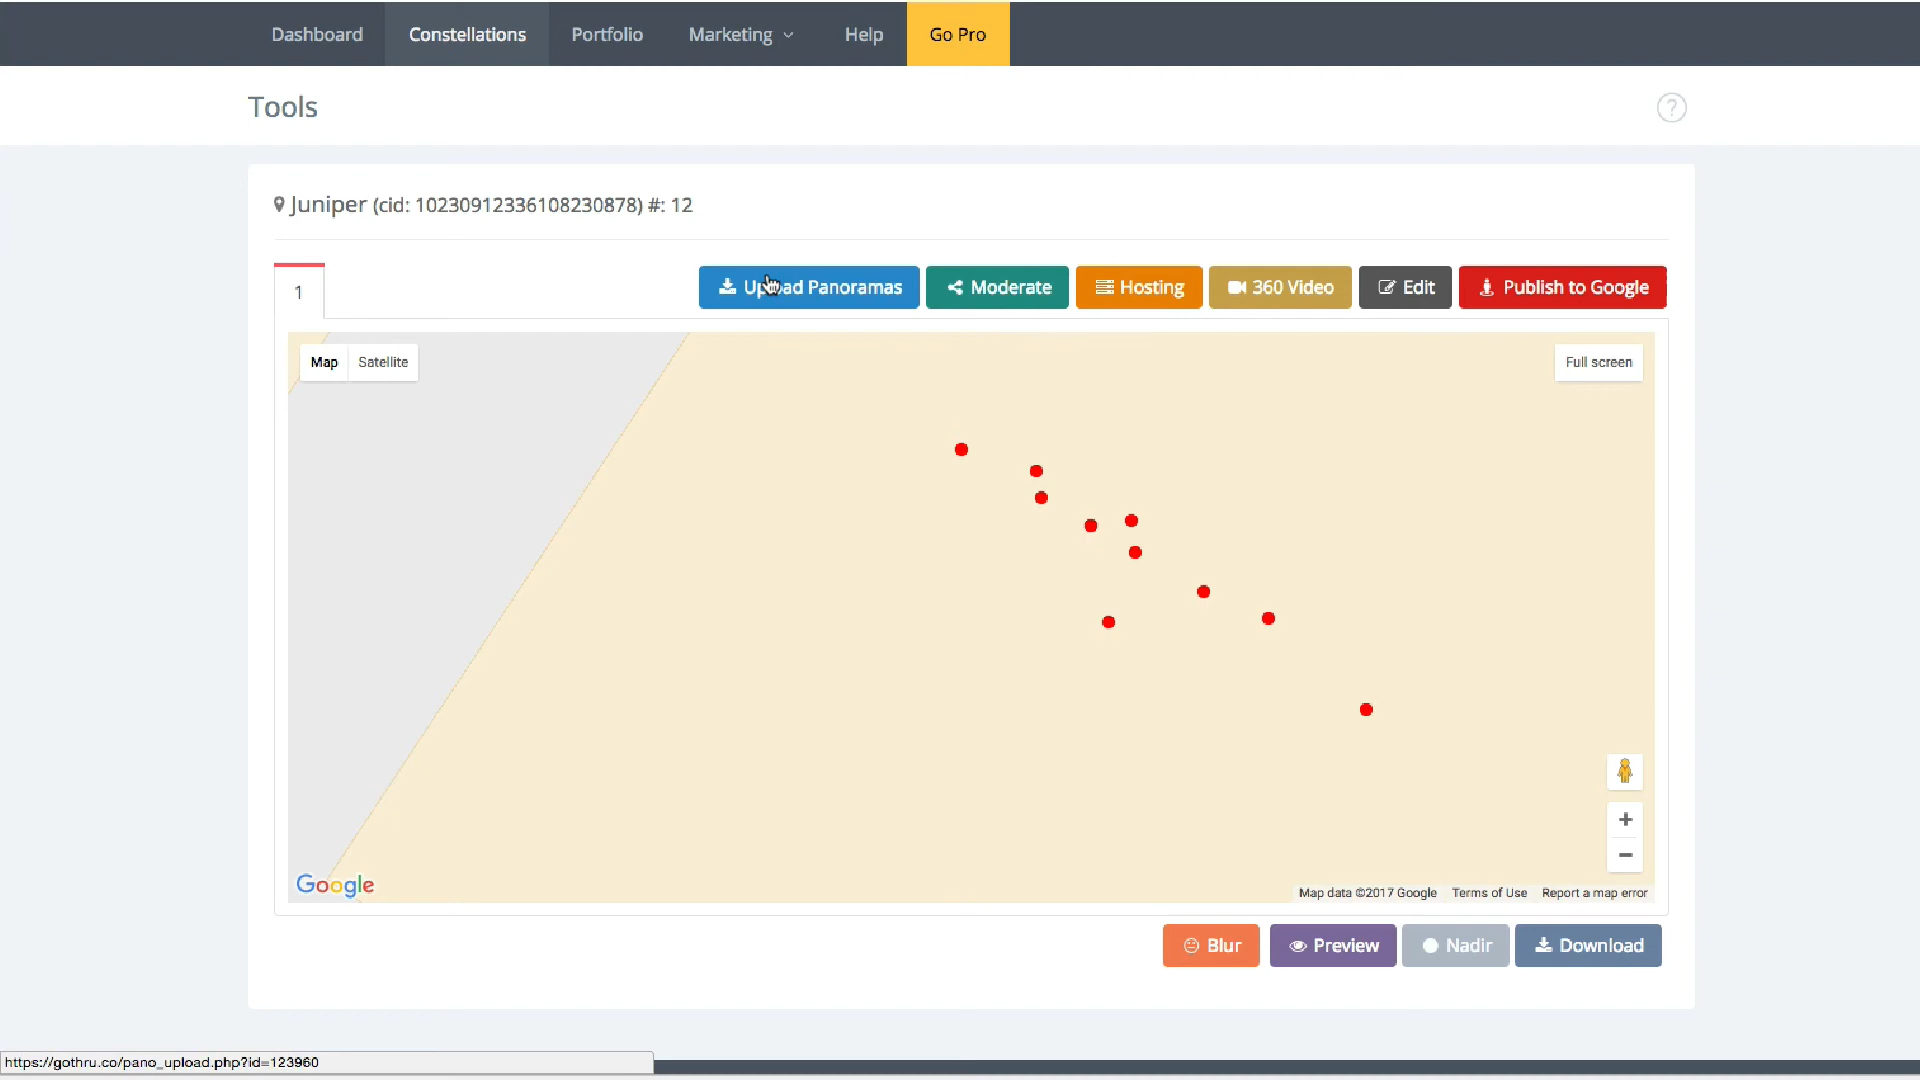 Dashboard Constellations Portfolio Marketing Help Go Pro
Tools
?
Juniper (cid: 10230912336108230878) #: 12
1 Upload Panoramas Moderate Hosting 360 Video Edit Publish to Google
Map Satellite Full screen
+
−
Google Map data ©2017 Google Terms of Use Report a map error
Blur Preview Nadir Download
https://gothru.co/pano_upload.php?id=123960